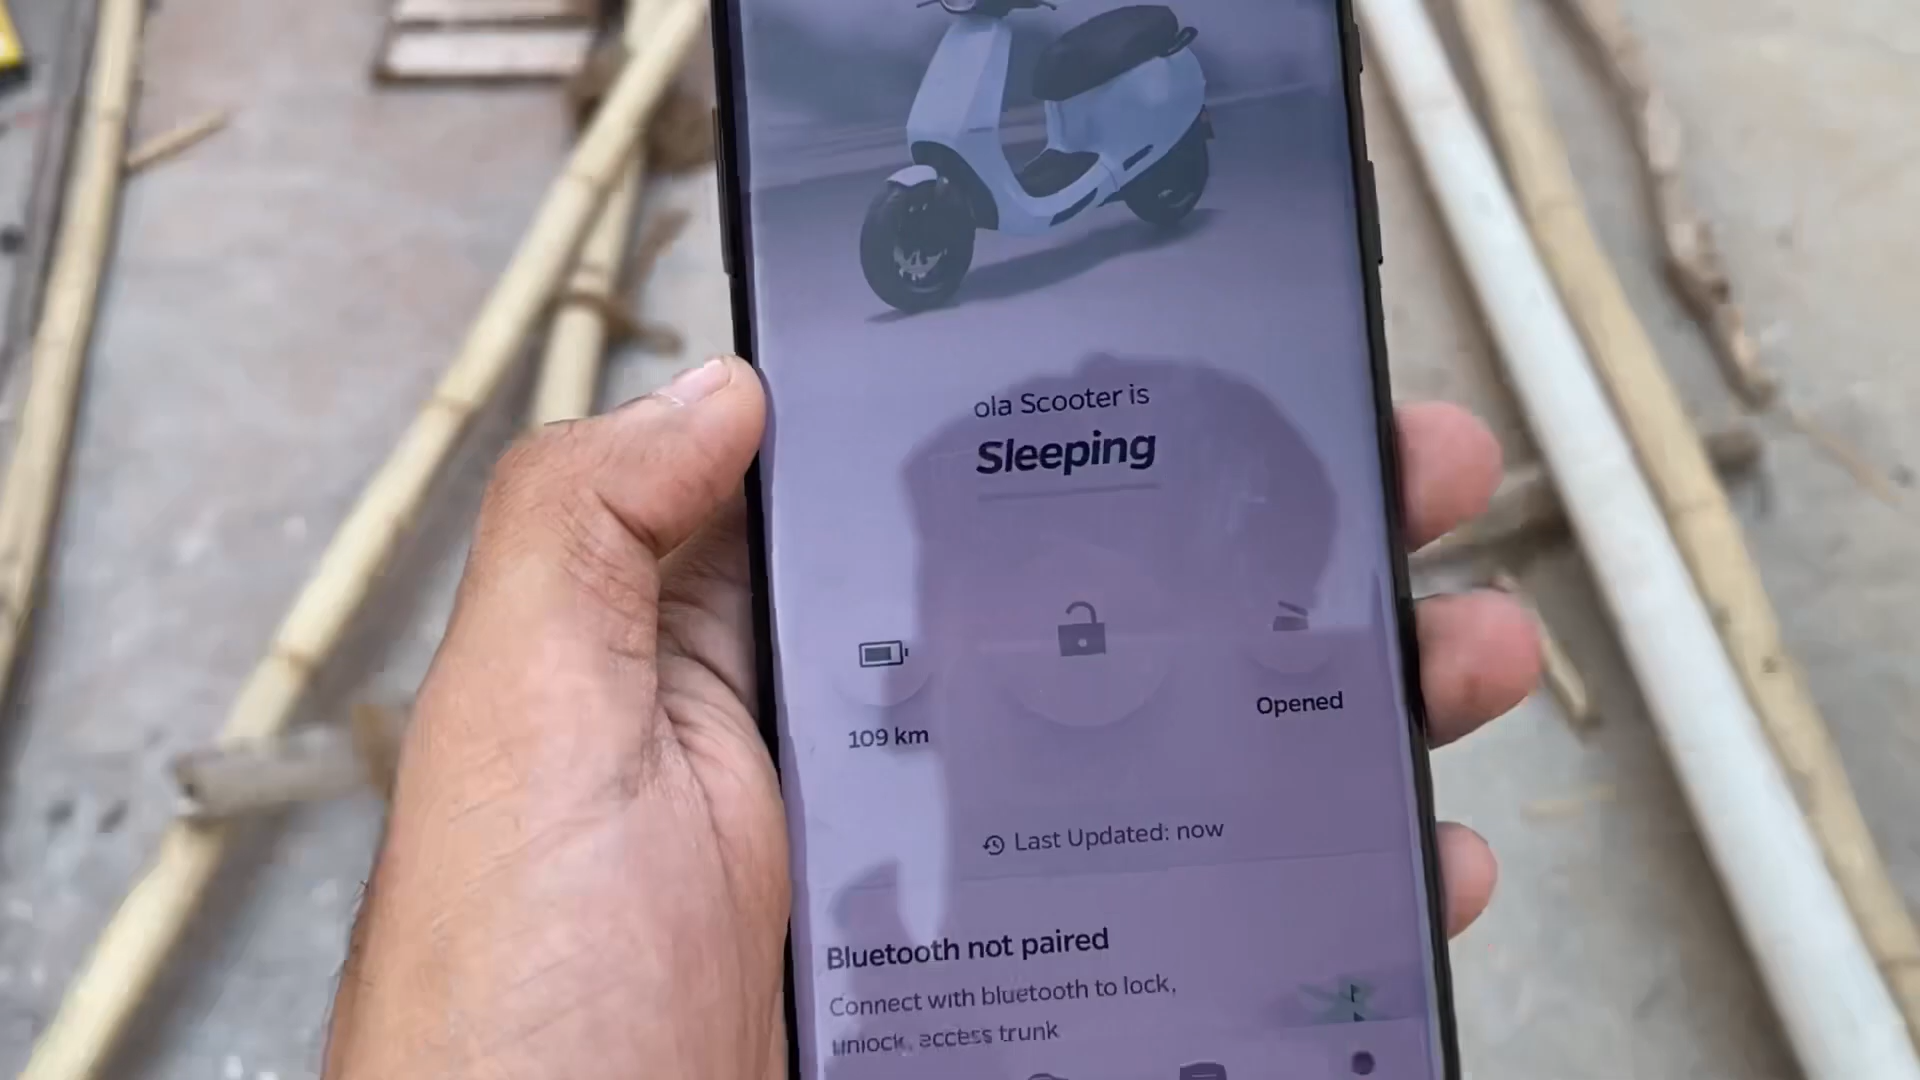 ola Scooter is
Sleeping
109 km
Opened
Last Updated: now
Bluetooth not paired
Connect with bluetooth to lock,
unlock, access trunk